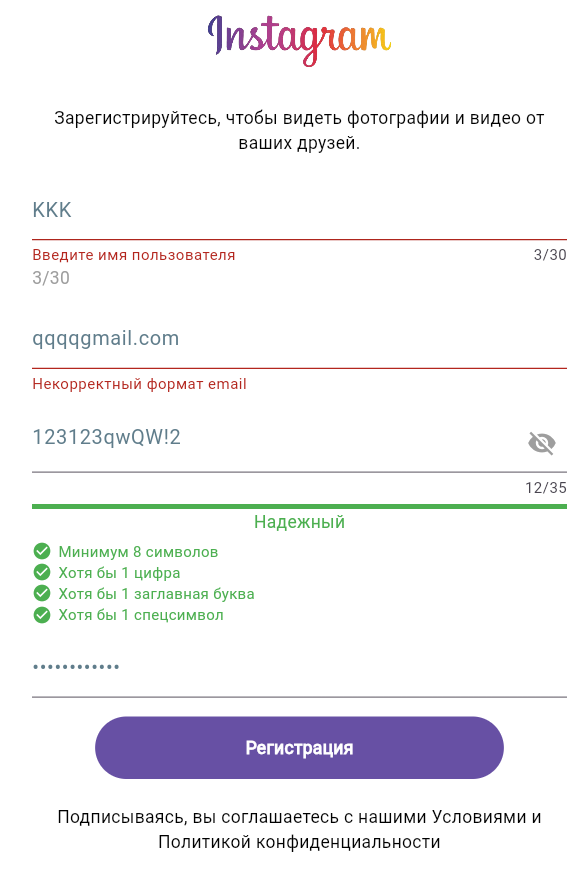 Instagram
Зарегистрируйтесь, чтобы видеть фотографии и видео от
ваших друзей.
KKK
Введите имя пользователя 3/30
3/30
qqqqgmail.com
Некорректный формат email
123123qwQW!2
12/35
Надежный
Минимум 8 символов
Хотя бы 1 цифра
Хотя бы 1 заглавная буква
Хотя бы 1 спецсимвол
••••••••••••
Регистрация
Подписываясь, вы соглашаетесь с нашими Условиями и
Политикой конфиденциальности